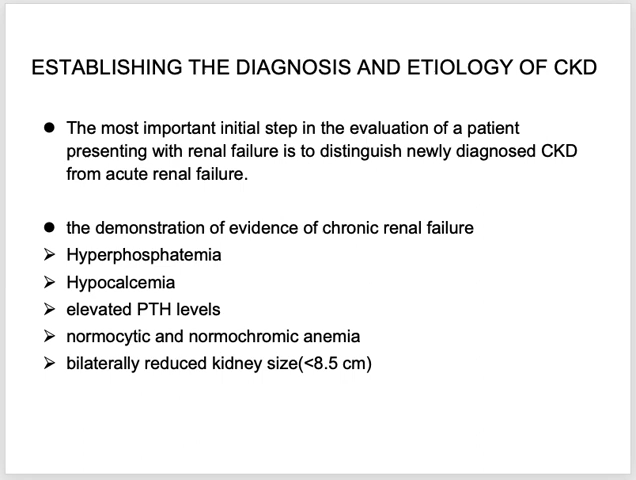 ESTABLISHING THE DIAGNOSIS AND ETIOLOGY OF CKD
● The most important initial step in the evaluation of a patient
presenting with renal failure is to distinguish newly diagnosed CKD
from acute renal failure.
● the demonstration of evidence of chronic renal failure
➢ Hyperphosphatemia
➢ Hypocalcemia
➢ elevated PTH levels
➢ normocytic and normochromic anemia
➢ bilaterally reduced kidney size(<8.5 cm)